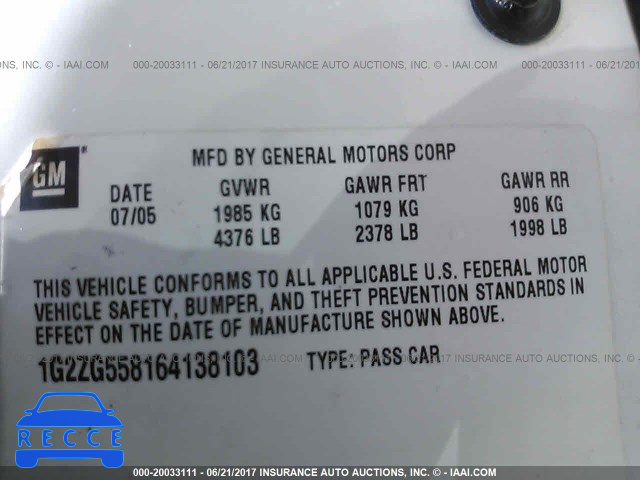 NS, INC. © - IAAI.COM 000-20033111 - 06/21/2017 INSURANCE AUTO AUCTIONS, INC. © - IAAI.COM 000-20033111 - 06/21
GM ®
MFD BY GENERAL MOTORS CORP
DATE GVWR GAWR FRT GAWR RR
07/05 1985 KG 1079 KG 906 KG
4376 LB 2378 LB 1998 LB
THIS VEHICLE CONFORMS TO ALL APPLICABLE U.S. FEDERAL MOTOR
VEHICLE SAFETY, BUMPER, AND THEFT PREVENTION STANDARDS IN
EFFECT ON THE DATE OF MANUFACTURE SHOWN ABOVE.
1G2ZG558164138103 TYPE: PASS CAR
RECCE
000-20033111 - 06/21/2017 INSURANCE AUTO AUCTIONS, INC. © - IAAI.COM